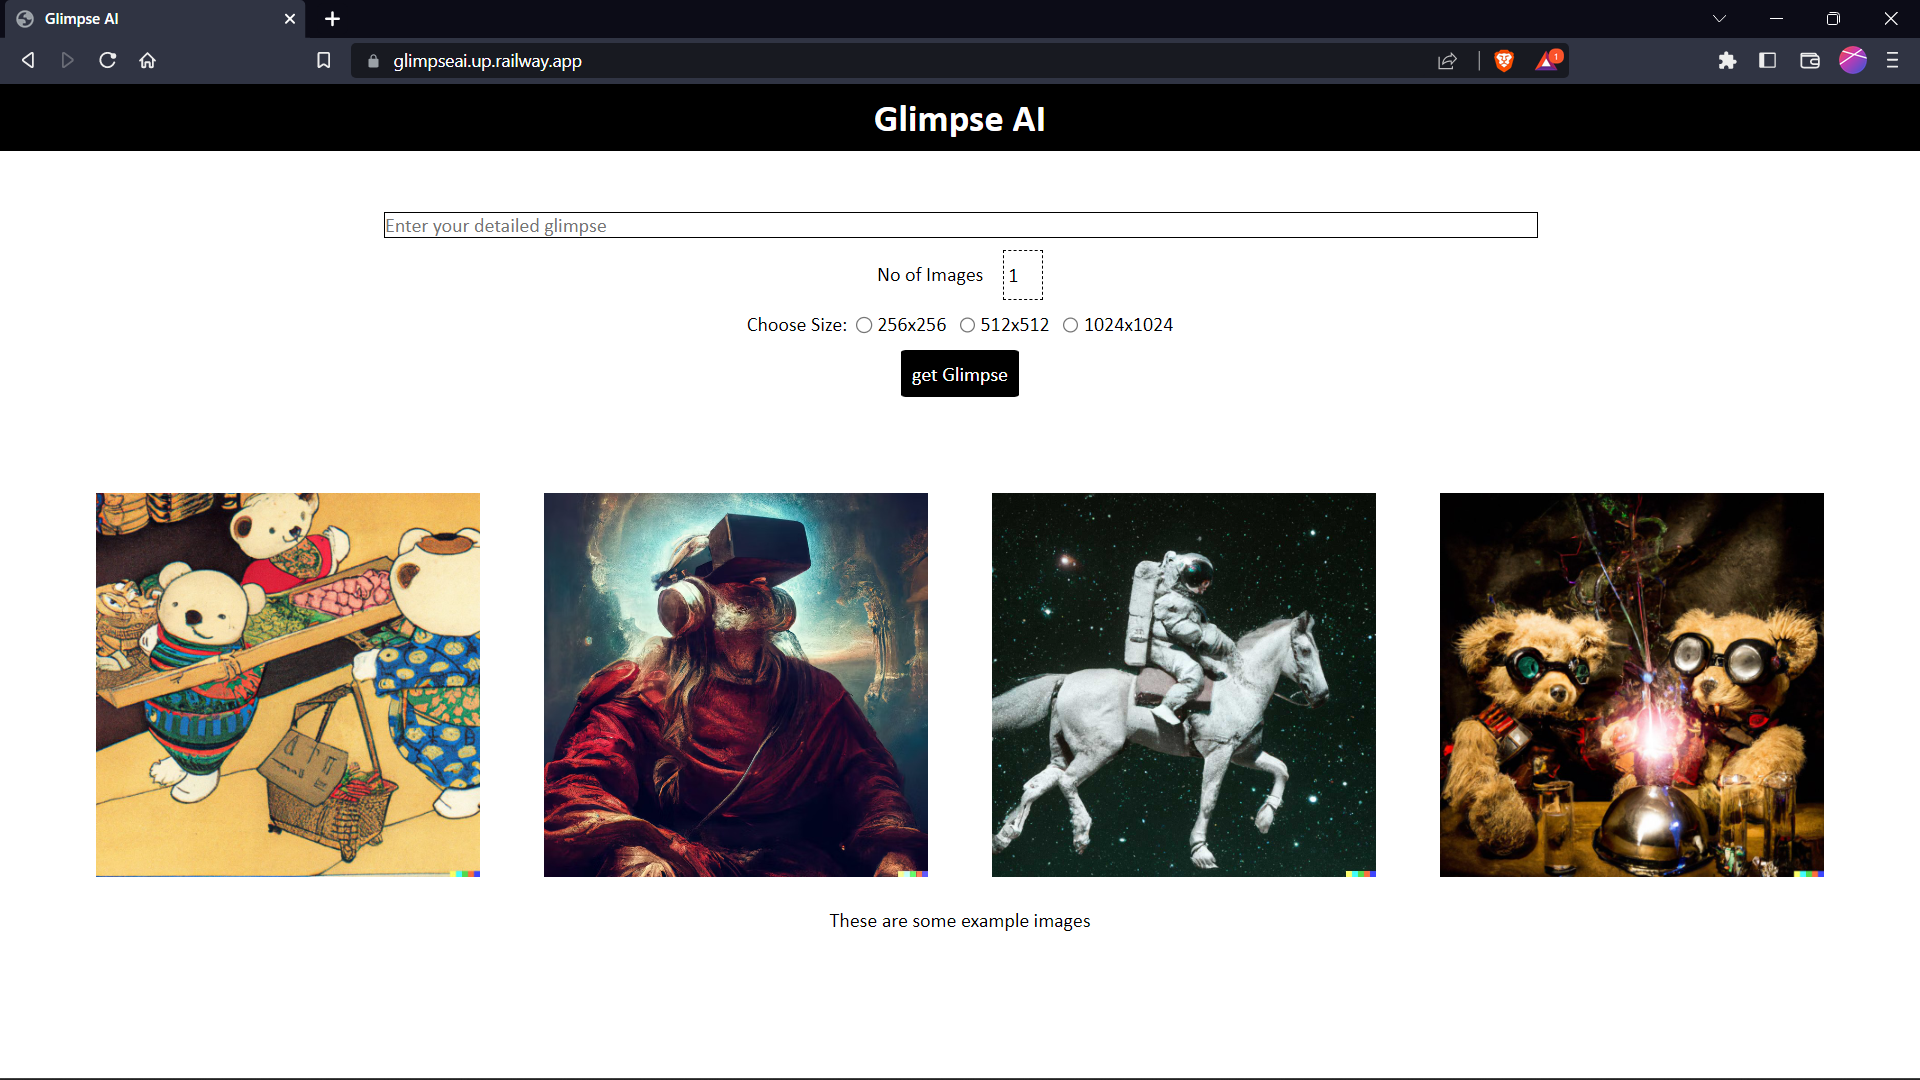 Glimpse AI
glimpseai.up.railway.app
1
Glimpse AI
Enter your detailed glimpse
No of Images 1
Choose Size: 256x256 512x512 1024x1024
get Glimpse
These are some example images